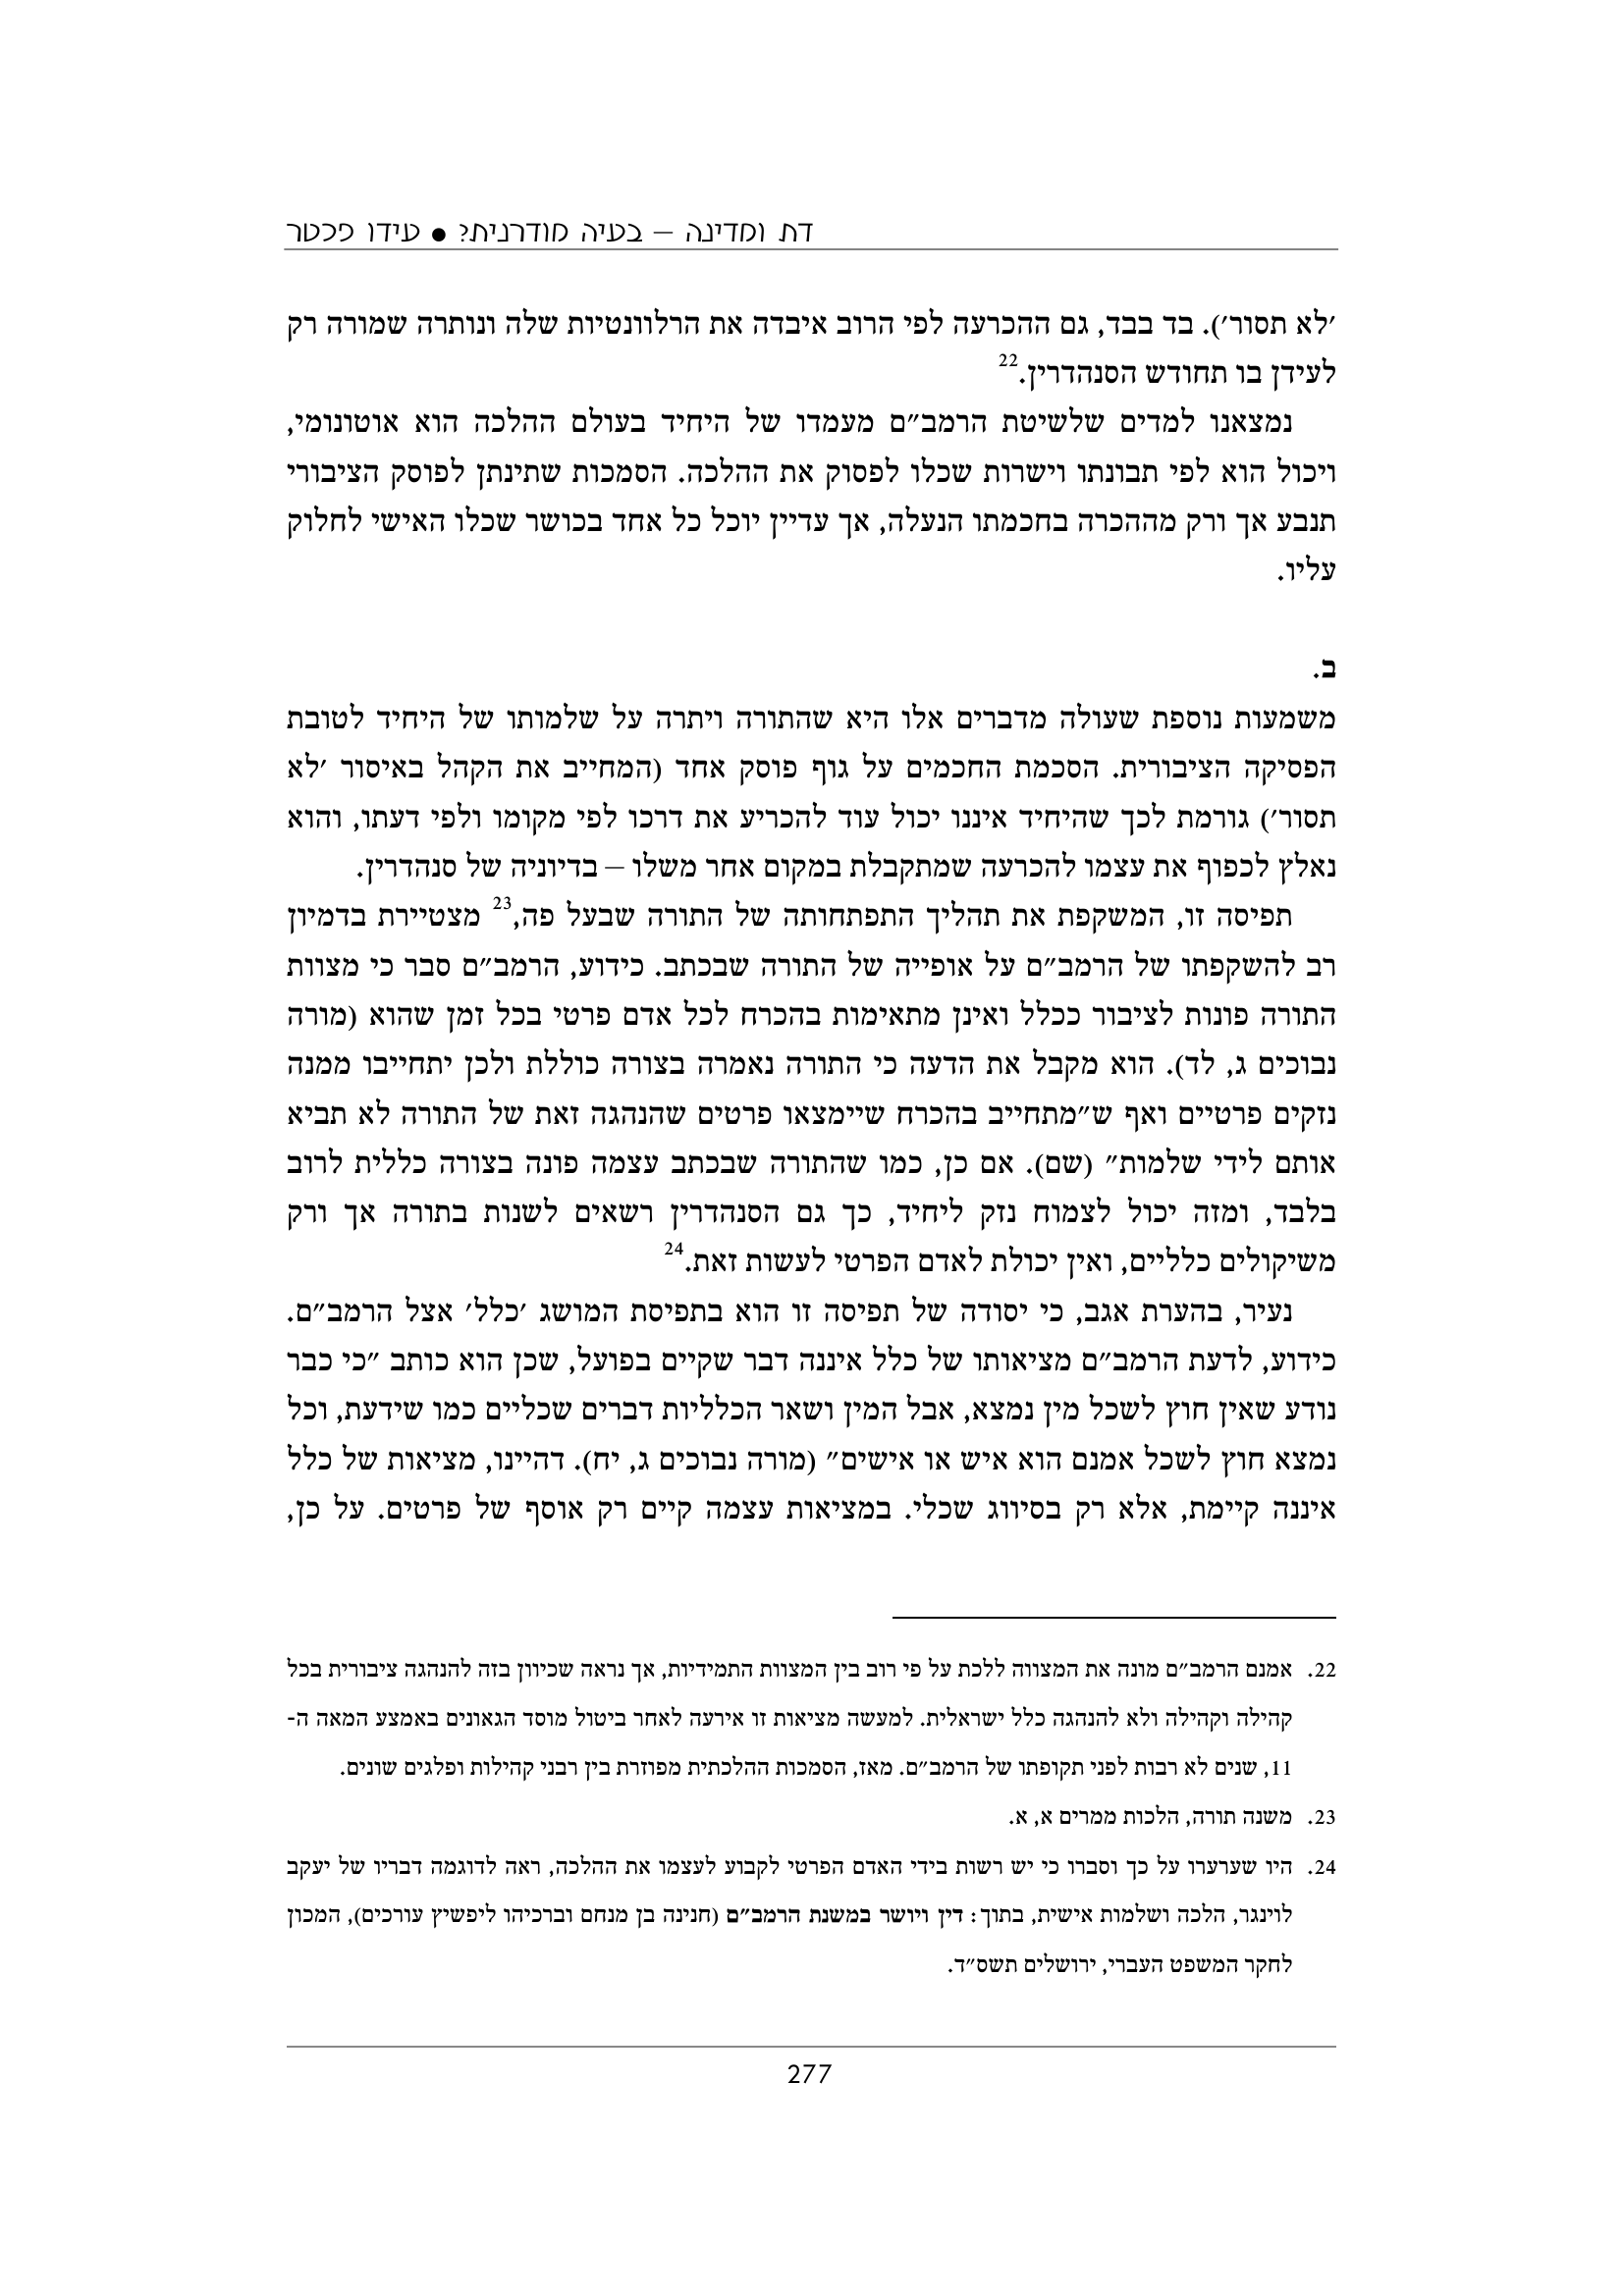 דת ומדינה – בעיה מודרנית? ● עידו פכטר
'לא תסור'). בד בבד, גם ההכרעה לפי הרוב איבדה את הרלוונטיות שלה ונותרה שמורה רק
לעידן בו תחודש הסנהדרין.22
נמצאנו למדים שלשיטת הרמב"ם מעמדו של היחיד בעולם ההלכה הוא אוטונומי,
ויכול הוא לפי תבונתו וישרות שכלו לפסוק את ההלכה. הסמכות שתינתן לפוסק הציבורי
תנבע אך ורק מההכרה בחכמתו הנעלה, אך עדיין יוכל כל אחד בכושר שכלו האישי לחלוק
עליו.
ב.
משמעות נוספת שעולה מדברים אלו היא שהתורה ויתרה על שלמותו של היחיד לטובת
הפסיקה הציבורית. הסכמת החכמים על גוף פוסק אחד (המחייב את הקהל באיסור 'לא
תסור') גורמת לכך שהיחיד איננו יכול עוד להכריע את דרכו לפי מקומו ולפי דעתו, והוא
נאלץ לכפוף את עצמו להכרעה שמתקבלת במקום אחר משלו – בדיוניה של סנהדרין.
תפיסה זו, המשקפת את תהליך התפתחותה של התורה שבעל פה,23 מצטיירת בדמיון
רב להשקפתו של הרמב"ם על אופייה של התורה שבכתב. כידוע, הרמב"ם סבר כי מצוות
התורה פונות לציבור ככלל ואינן מתאימות בהכרח לכל אדם פרטי בכל זמן שהוא (מורה
נבוכים ג, לד). הוא מקבל את הדעה כי התורה נאמרה בצורה כוללת ולכן יתחייבו ממנה
נזקים פרטיים ואף ש"מתחייב בהכרח שיימצאו פרטים שהנהגה זאת של התורה לא תביא
אותם לידי שלמות" (שם). אם כן, כמו שהתורה שבכתב עצמה פונה בצורה כללית לרוב
בלבד, ומזה יכול לצמוח נזק ליחיד, כך גם הסנהדרין רשאים לשנות בתורה אך ורק
משיקולים כלליים, ואין יכולת לאדם הפרטי לעשות זאת.24
נעיר, בהערת אגב, כי יסודה של תפיסה זו הוא בתפיסת המושג 'כלל' אצל הרמב"ם.
כידוע, לדעת הרמב"ם מציאותו של כלל איננה דבר שקיים בפועל, שכן הוא כותב "כי כבר
נודע שאין חוץ לשכל מין נמצא, אבל המין ושאר הכלליות דברים שכליים כמו שידעת, וכל
נמצא חוץ לשכל אמנם הוא איש או אישים" (מורה נבוכים ג, יח). דהיינו, מציאות של כלל
איננה קיימת, אלא רק בסיווג שכלי. במציאות עצמה קיים רק אוסף של פרטים. על כן,
22. אמנם הרמב"ם מונה את המצווה ללכת על פי רוב בין המצוות התמידיות, אך נראה שכיוון בזה להנהגה ציבורית בכל
קהילה וקהילה ולא להנהגה כלל ישראלית. למעשה מציאות זו אירעה לאחר ביטול מוסד הגאונים באמצע המאה ה-
11, שנים לא רבות לפני תקופתו של הרמב"ם. מאז, הסמכות ההלכתית מפוזרת בין רבני קהילות ופלגים שונים.
23. משנה תורה, הלכות ממרים א, א.
24. היו שערערו על כך וסברו כי יש רשות בידי האדם הפרטי לקבוע לעצמו את ההלכה, ראה לדוגמה דבריו של יעקב
לוינגר, הלכה ושלמות אישית, בתוך: דין ויושר במשנת הרמב"ם (חנינה בן מנחם וברכיהו ליפשיץ עורכים), המכון
לחקר המשפט העברי, ירושלים תשס"ד.
277